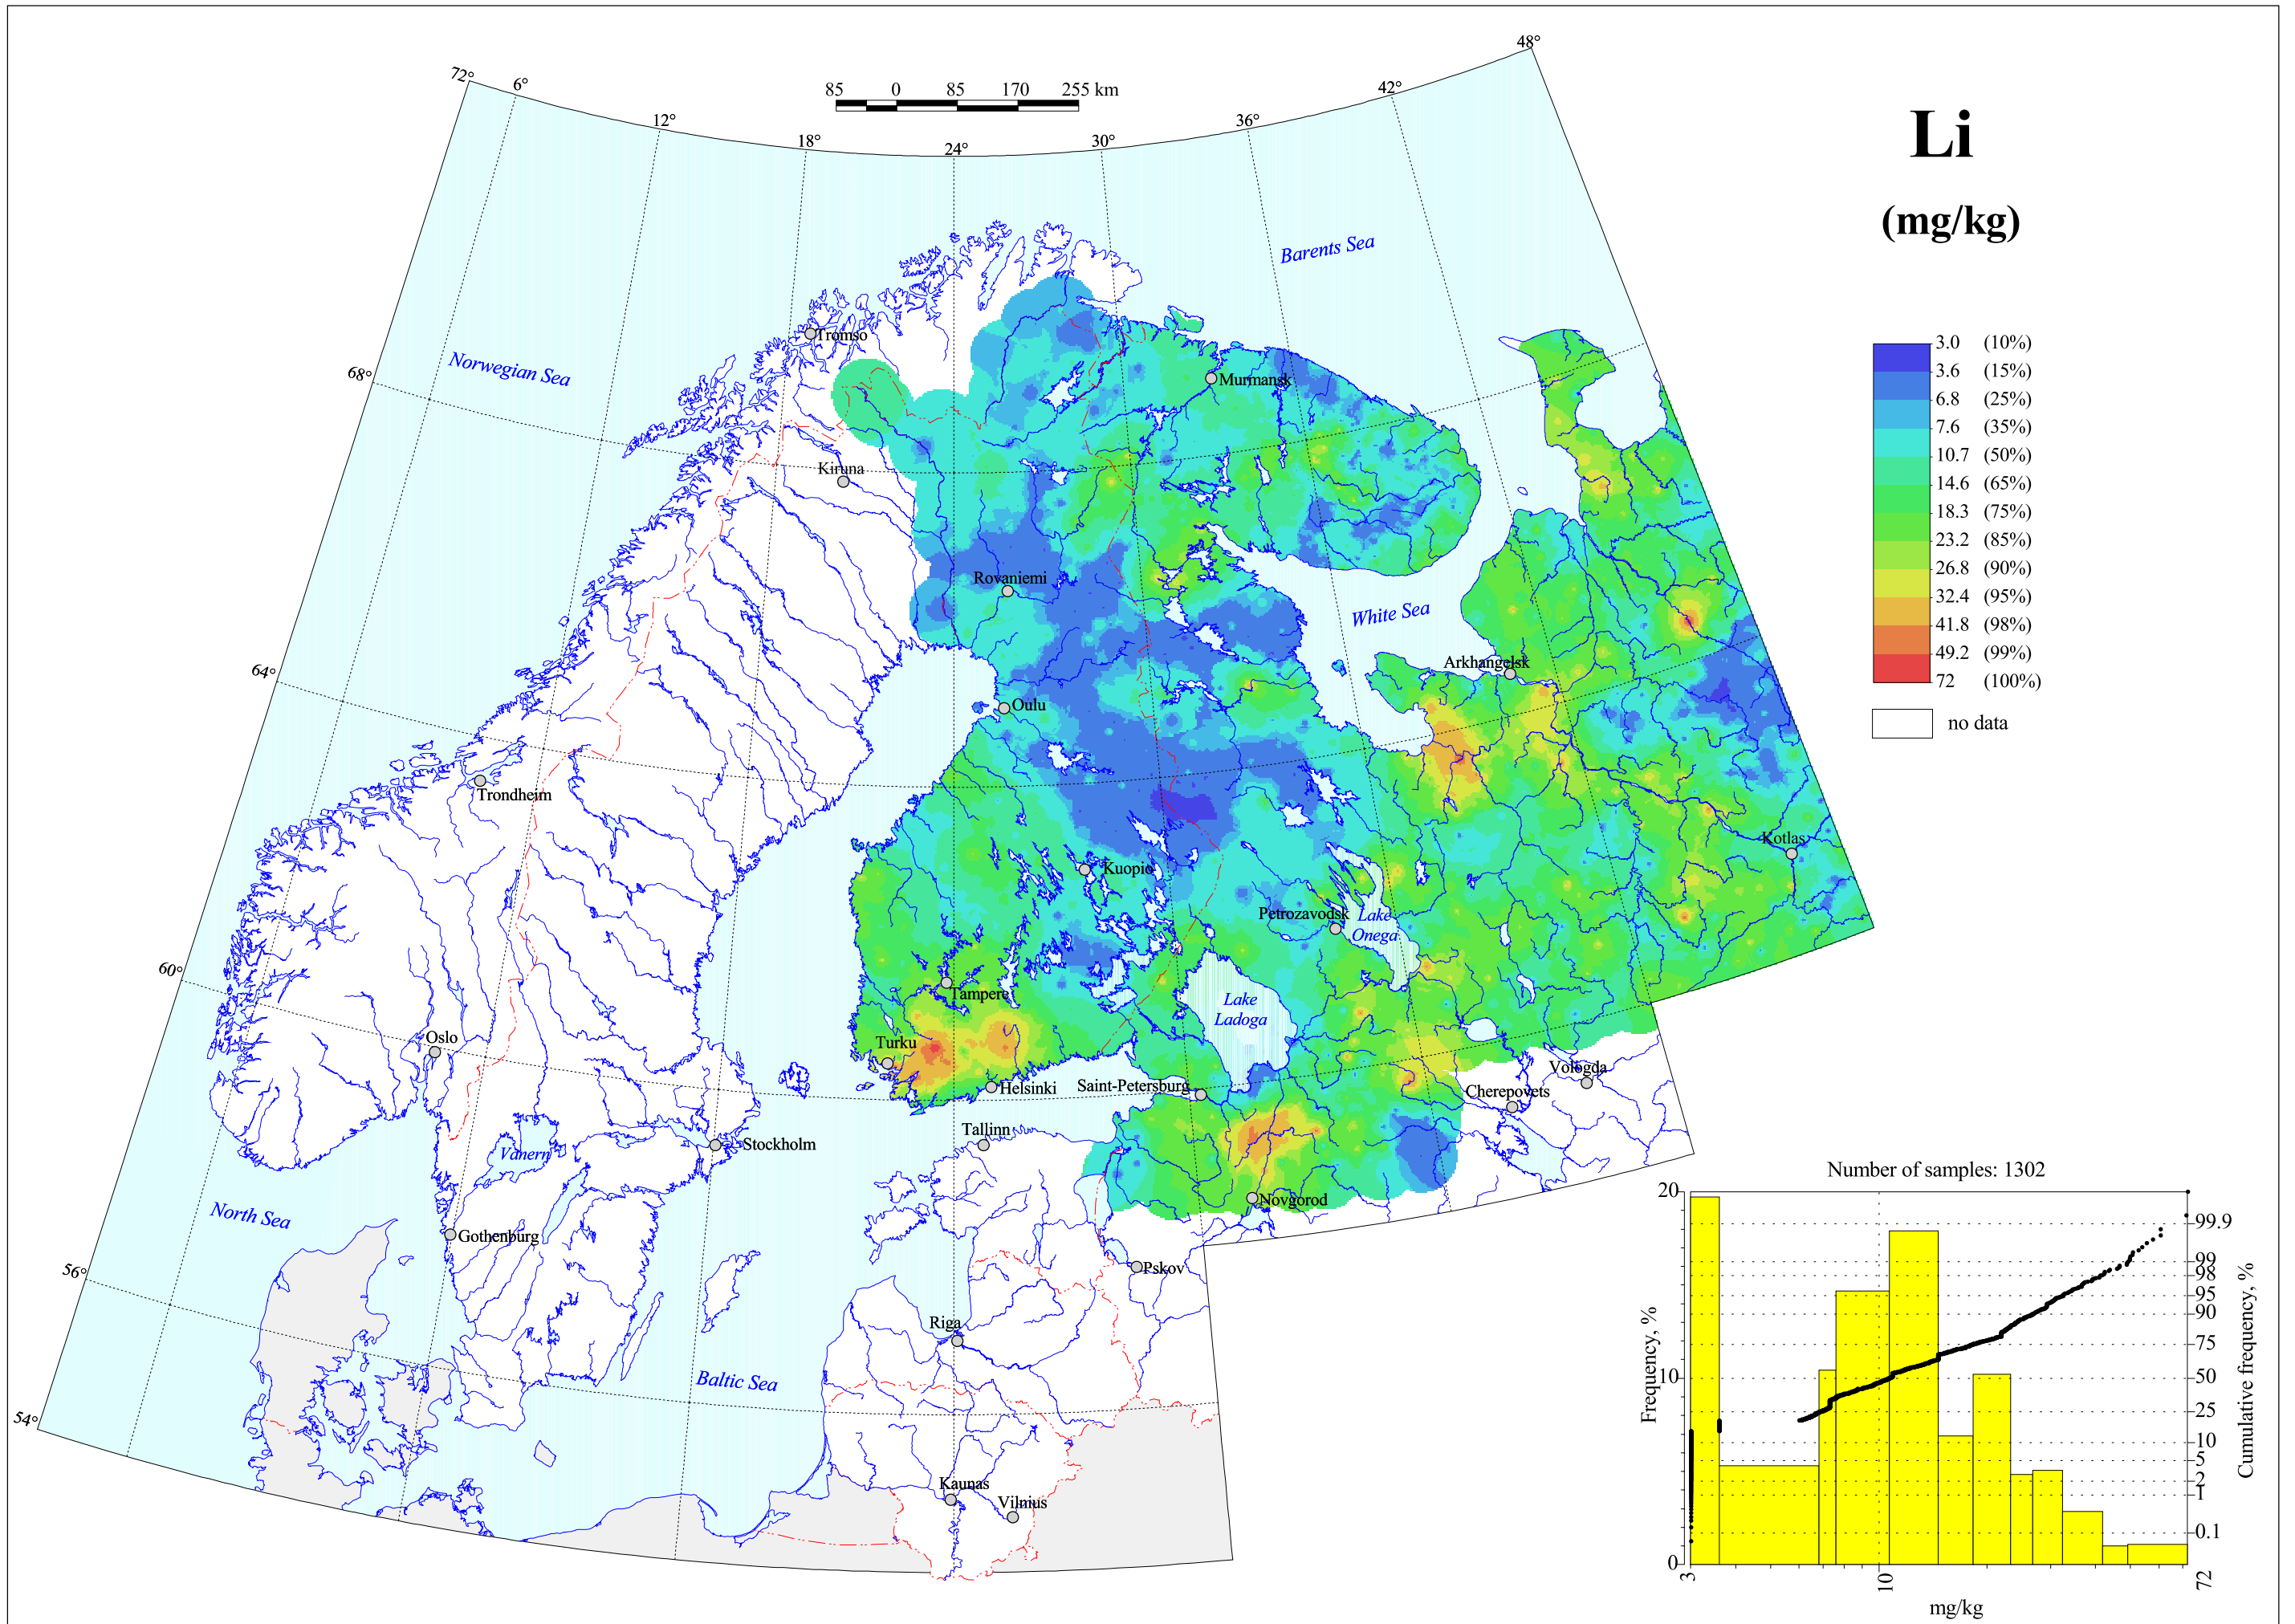 48°
72°
6°
42°
85 0 85 170 255 km
12°
36°
18°
30°
24°
Li
(mg/kg)
Barents Sea
Tromso
Norwegian Sea
68°
Murmansk
3.0 (10%)
3.6 (15%)
6.8 (25%)
7.6 (35%)
10.7 (50%)
14.6 (65%)
18.3 (75%)
23.2 (85%)
26.8 (90%)
32.4 (95%)
41.8 (98%)
49.2 (99%)
72 (100%)
no data
Kiruna
Rovaniemi
White Sea
Arkhangelsk
64°
Oulu
Trondheim
Kotlas
Kuopio
Petrozavodsk
Lake
Onega
60°
Tampere
Lake
Ladoga
Oslo
Turku
Helsinki
Saint-Petersburg
Vologda
Cherepovets
Tallinn
Stockholm
Vanern
Novgorod
North Sea
Gothenburg
Pskov
56°
Riga
Baltic Sea
54°
Kaunas
Vilnius
Number of samples: 1302
20
10
0
Frequency, %
99.9
99
98
95
90
75
50
25
10
5
2
1
0.1
Cumulative frequency, %
3 10 72
mg/kg